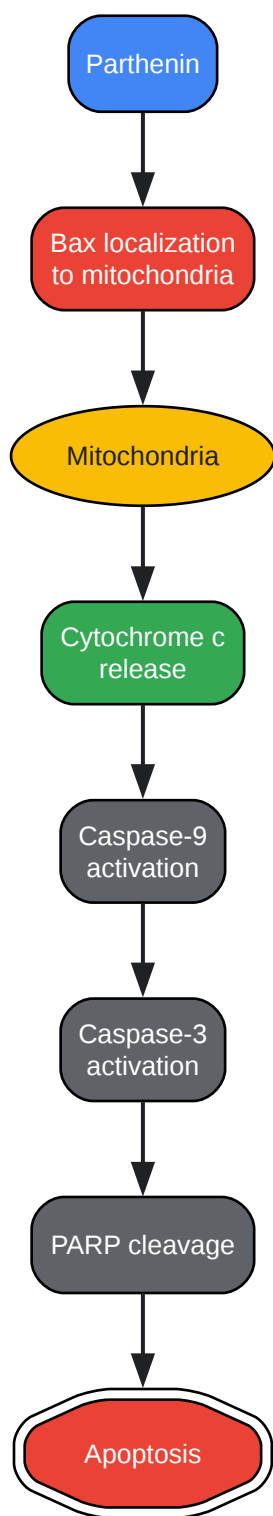 Parthenin
Bax localization
to mitochondria
Mitochondria
Cytochrome c
release
Caspase-9
activation
Caspase-3
activation
PARP cleavage
Apoptosis